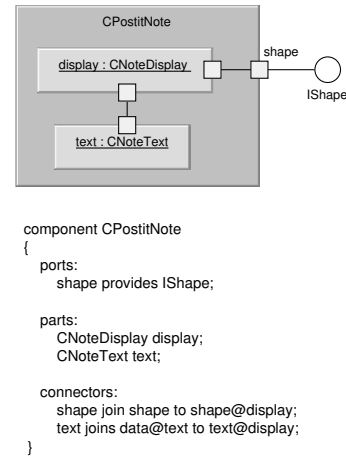 CPostitNote
display : CNoteDisplay
shape
IShape
text : CNoteText
component CPostitNote
{
ports:
shape provides IShape;
parts:
CNoteDisplay display;
CNoteText text;
connectors:
shape join shape to shape@display;
text joins data@text to text@display;
}